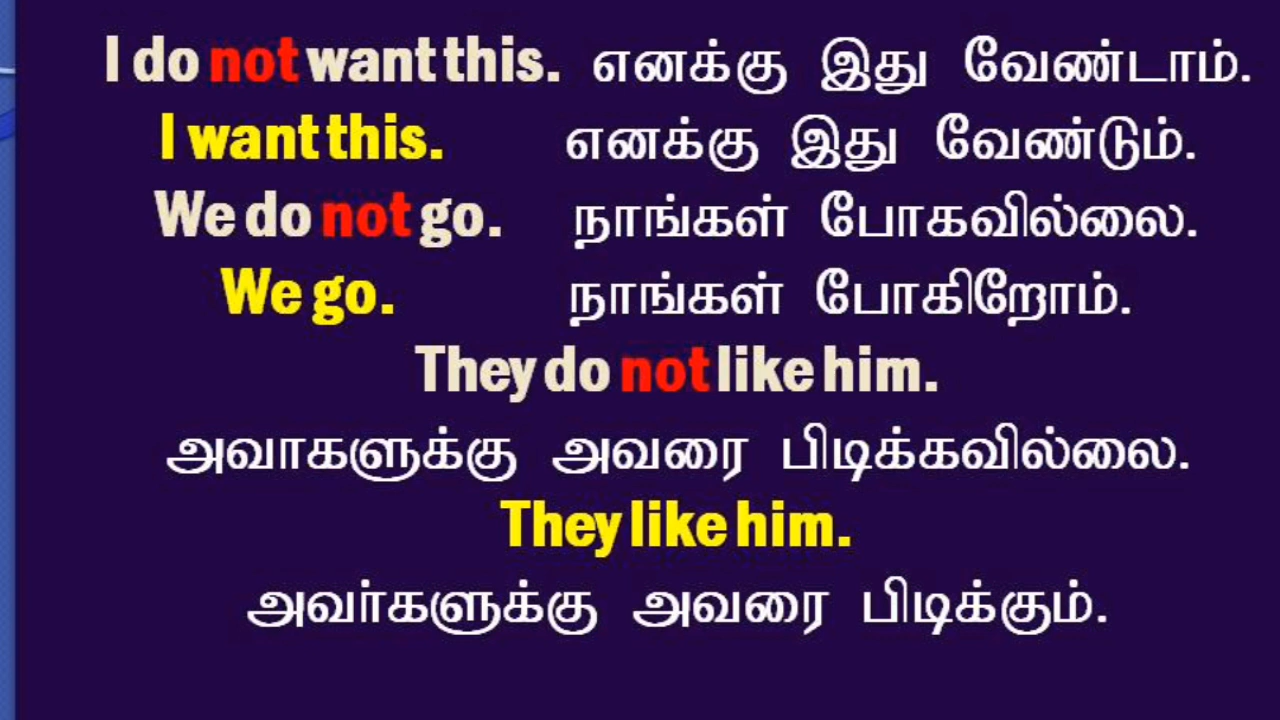 I do not want this. எனக்கு இது வேண்டாம்.
I want this. எனக்கு இது வேண்டும்.
We do not go. நாங்கள் போகவில்லை.
We go. நாங்கள் போகிறோம்.
They do not like him.
அவாகளுக்கு அவரை பிடிக்கவில்லை.
They like him.
அவர்களுக்கு அவரை பிடிக்கும்.